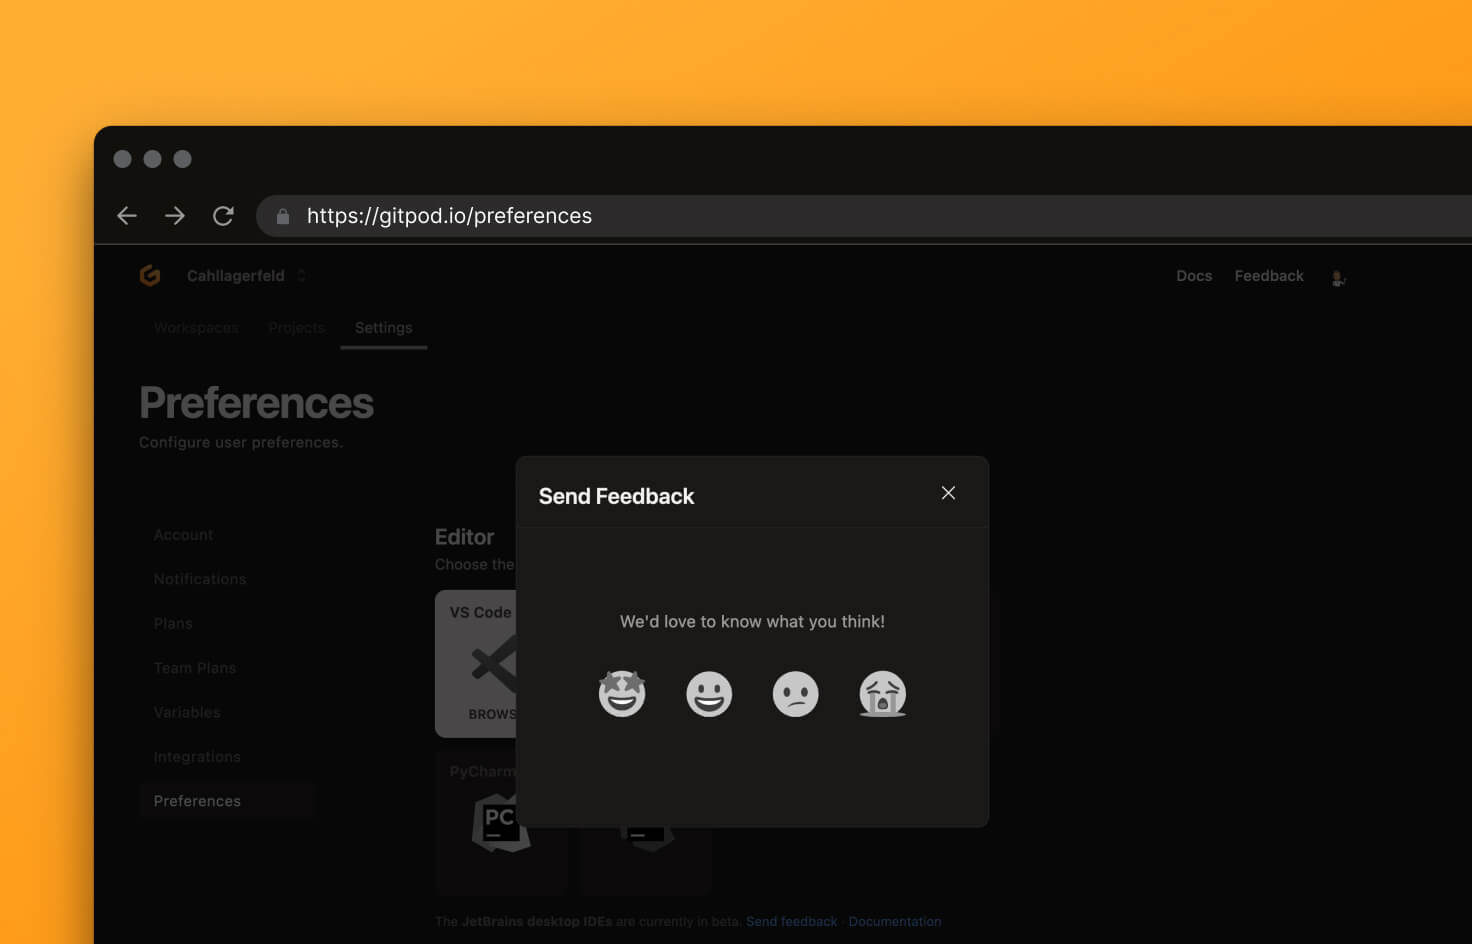 https://gitpod.io/preferences
Cahllagerfeld
Docs Feedback
Workspaces Projects Settings
Preferences
Configure user preferences.
Send Feedback
We'd love to know what you think!
Account
Notifications
Plans
Team Plans
Variables
Integrations
Preferences
Editor
Choose the
VS Code
BROWS
PyCharm
PC
The JetBrains desktop IDEs are currently in beta. Send feedback · Documentation